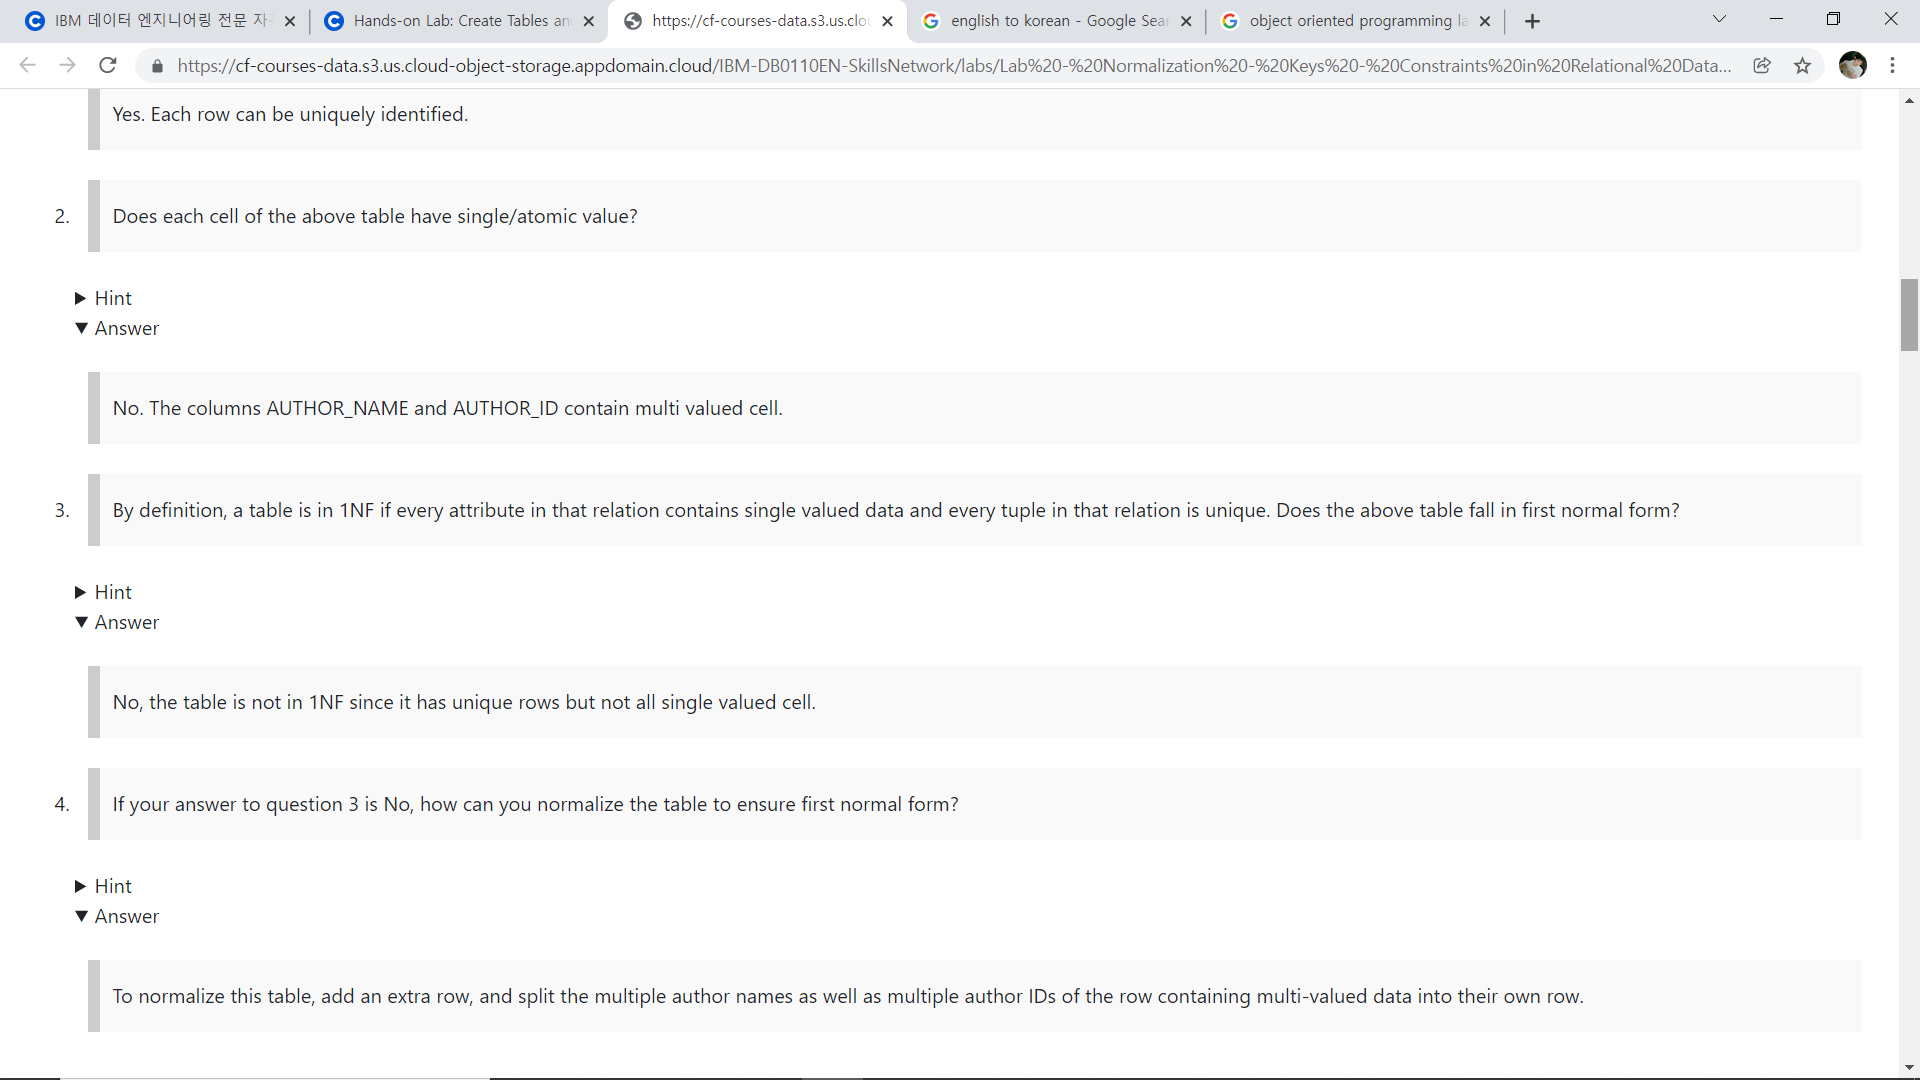 IBM 데이터 엔지니어링 전문 자
Hands-on Lab: Create Tables an
https://cf-courses-data.s3.us.clo
english to korean - Google Sear
object oriented programming la
https://cf-courses-data.s3.us.cloud-object-storage.appdomain.cloud/IBM-DB0110EN-SkillsNetwork/labs/Lab%20-%20Normalization%20-%20Keys%20-%20Constraints%20in%20Relational%20Data...
Yes. Each row can be uniquely identified.
2. Does each cell of the above table have single/atomic value?
Hint
Answer
No. The columns AUTHOR_NAME and AUTHOR_ID contain multi valued cell.
3. By definition, a table is in 1NF if every attribute in that relation contains single valued data and every tuple in that relation is unique. Does the above table fall in first normal form?
Hint
Answer
No, the table is not in 1NF since it has unique rows but not all single valued cell.
4. If your answer to question 3 is No, how can you normalize the table to ensure first normal form?
Hint
Answer
To normalize this table, add an extra row, and split the multiple author names as well as multiple author IDs of the row containing multi-valued data into their own row.